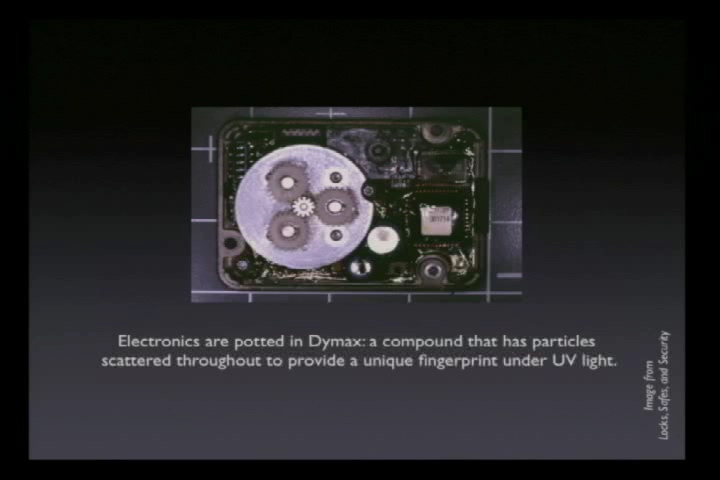 Electronics are potted in Dymax: a compound that has particles
scattered throughout to provide a unique fingerprint under UV light.
Image from
Locks, Safes, and Security